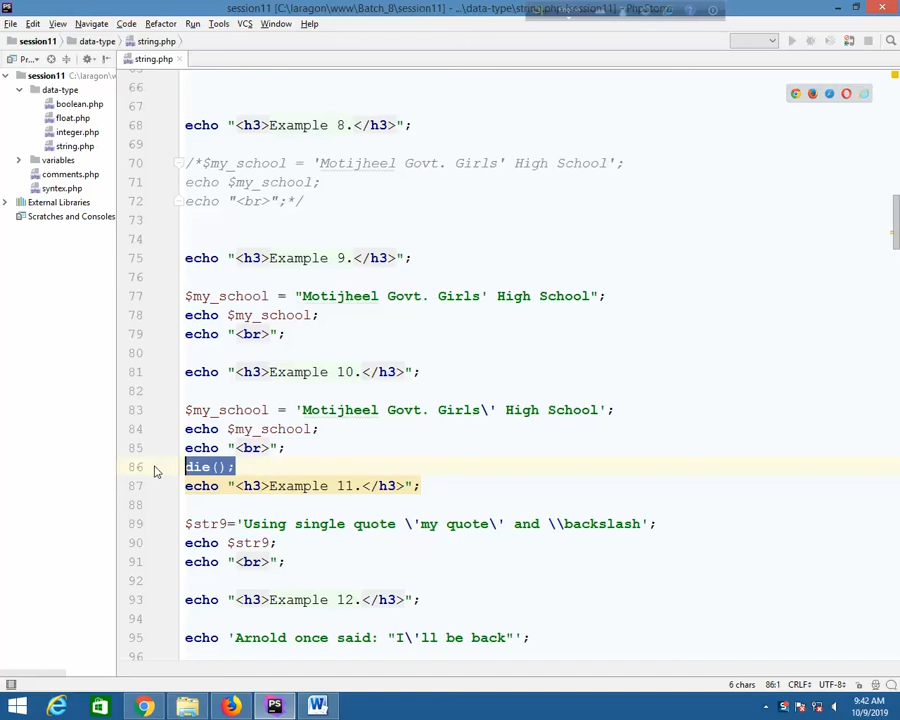 session11 [C:\laragon\www\Batch_8\session11] - ...\data-type\string.php [session11] - PhpStorm
File Edit View Navigate Code Refactor Run Tools VCS Window Help
session11 data-type string.php
Pr... string.php
session11 C:\laragon\w
data-type
boolean.php
float.php
integer.php
string.php
variables
comments.php
syntex.php
External Libraries
Scratches and Consoles
66
67
68 echo "<h3>Example 8.</h3>";
69
70 /*$my_school = 'Motijheel Govt. Girls' High School';
71 echo $my_school;
72 echo "<br>";*/
73
74
75 echo "<h3>Example 9.</h3>";
76
77 $my_school = "Motijheel Govt. Girls' High School";
78 echo $my_school;
79 echo "<br>";
80
81 echo "<h3>Example 10.</h3>";
82
83 $my_school = 'Motijheel Govt. Girls\' High School';
84 echo $my_school;
85 echo "<br>";
86 die();
87 echo "<h3>Example 11.</h3>";
88
89 $str9='Using single quote \'my quote\' and \\backslash';
90 echo $str9;
91 echo "<br>";
92
93 echo "<h3>Example 12.</h3>";
94
95 echo 'Arnold once said: "I\'ll be back"';
96
6 chars 86:1 CRLF UTF-8
9:42 AM
10/9/2019